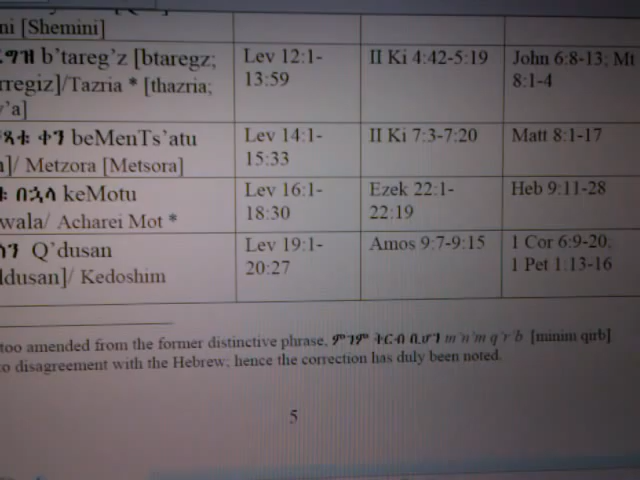 ni [Shemini]
b'tareg'z [btaregz; Lev 12:1- II Ki 4:42-5:19 John 6:8-13; Mt
rregiz]/Tazria * [thazria; 13:59 8:1-4
'a]
ቀን beMenTs'atu Lev 14:1- II Ki 7:3-7:20 Matt 8:1-17
]/ Metzora [Metsora] 15:33
በኋላ keMotu Lev 16:1- Ezek 22:1- Heb 9:11-28
wala/ Acharei Mot * 18:30 22:19
Q'dusan Lev 19:1- Amos 9:7-9:15 1 Cor 6:9-20;
ldusan]/ Kedoshim 20:27 1 Pet 1:13-16
too amended from the former distinctive phrase, ምንም ትርብ ቢሆን m'n'm q'r'b [minim qirb]
o disagreement with the Hebrew; hence the correction has duly been noted.
5